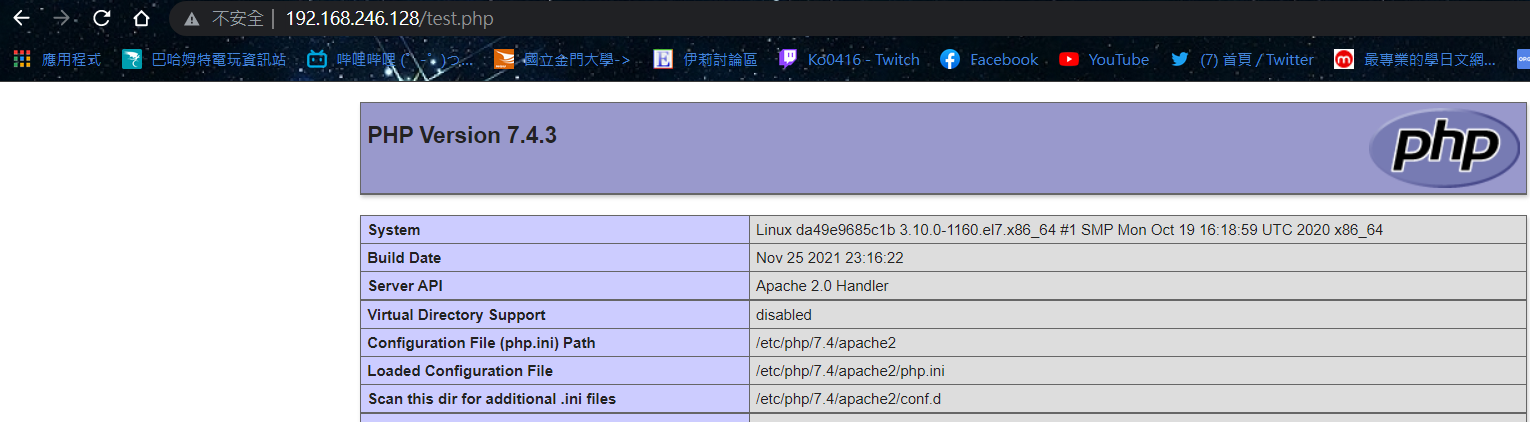 不安全 | 192.168.246.128/test.php
應用程式 巴哈姆特電玩資訊站 嗶哩嗶哩 (゜-゜)つ... 國立金門大學-> 伊莉討論區 Ko0416 - Twitch Facebook YouTube (7) 首頁 / Twitter 最專業的學日文網...
PHP Version 7.4.3 php
System Linux da49e9685c1b 3.10.0-1160.el7.x86_64 #1 SMP Mon Oct 19 16:18:59 UTC 2020 x86_64
Build Date Nov 25 2021 23:16:22
Server API Apache 2.0 Handler
Virtual Directory Support disabled
Configuration File (php.ini) Path /etc/php/7.4/apache2
Loaded Configuration File /etc/php/7.4/apache2/php.ini
Scan this dir for additional .ini files /etc/php/7.4/apache2/conf.d